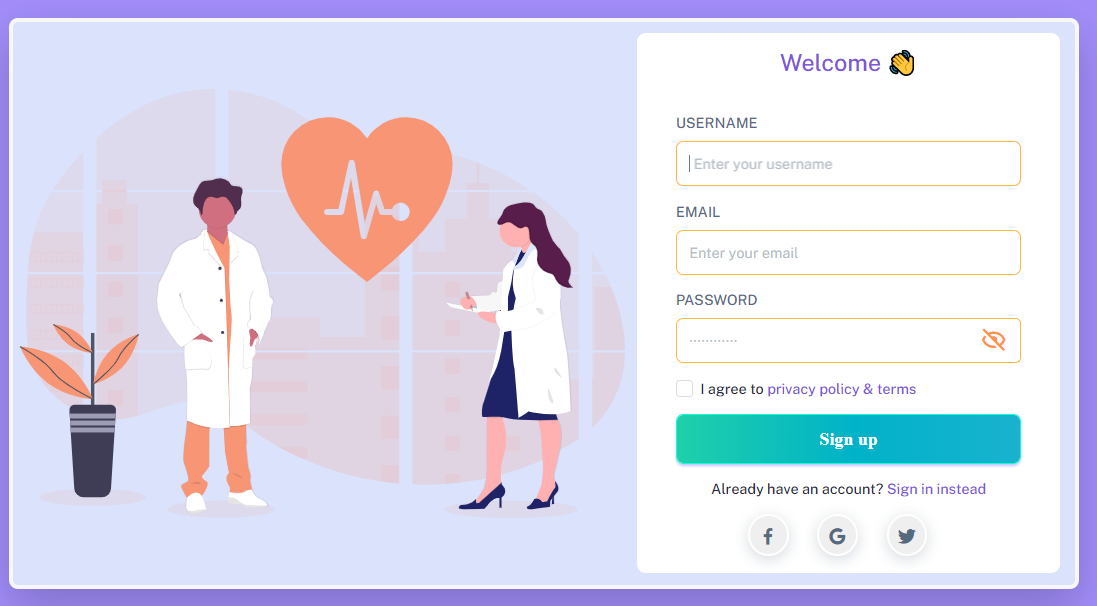 Welcome 👋
USERNAME
Enter your username
EMAIL
Enter your email
PASSWORD
············
I agree to privacy policy & terms
Sign up
Already have an account? Sign in instead